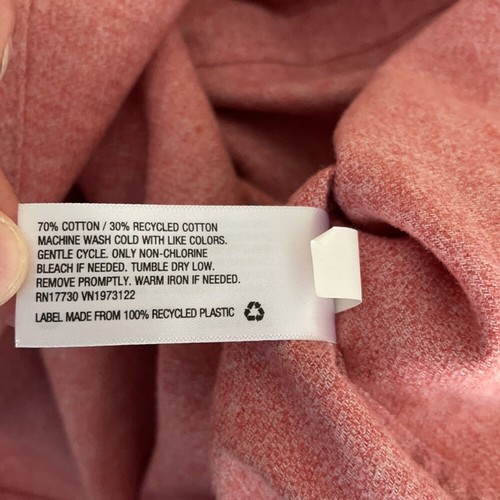 70% COTTON / 30% RECYCLED COTTON
MACHINE WASH COLD WITH LIKE COLORS.
GENTLE CYCLE. ONLY NON-CHLORINE
BLEACH IF NEEDED. TUMBLE DRY LOW.
REMOVE PROMPTLY. WARM IRON IF NEEDED.
RN17730 VN1973122
LABEL MADE FROM 100% RECYCLED PLASTIC